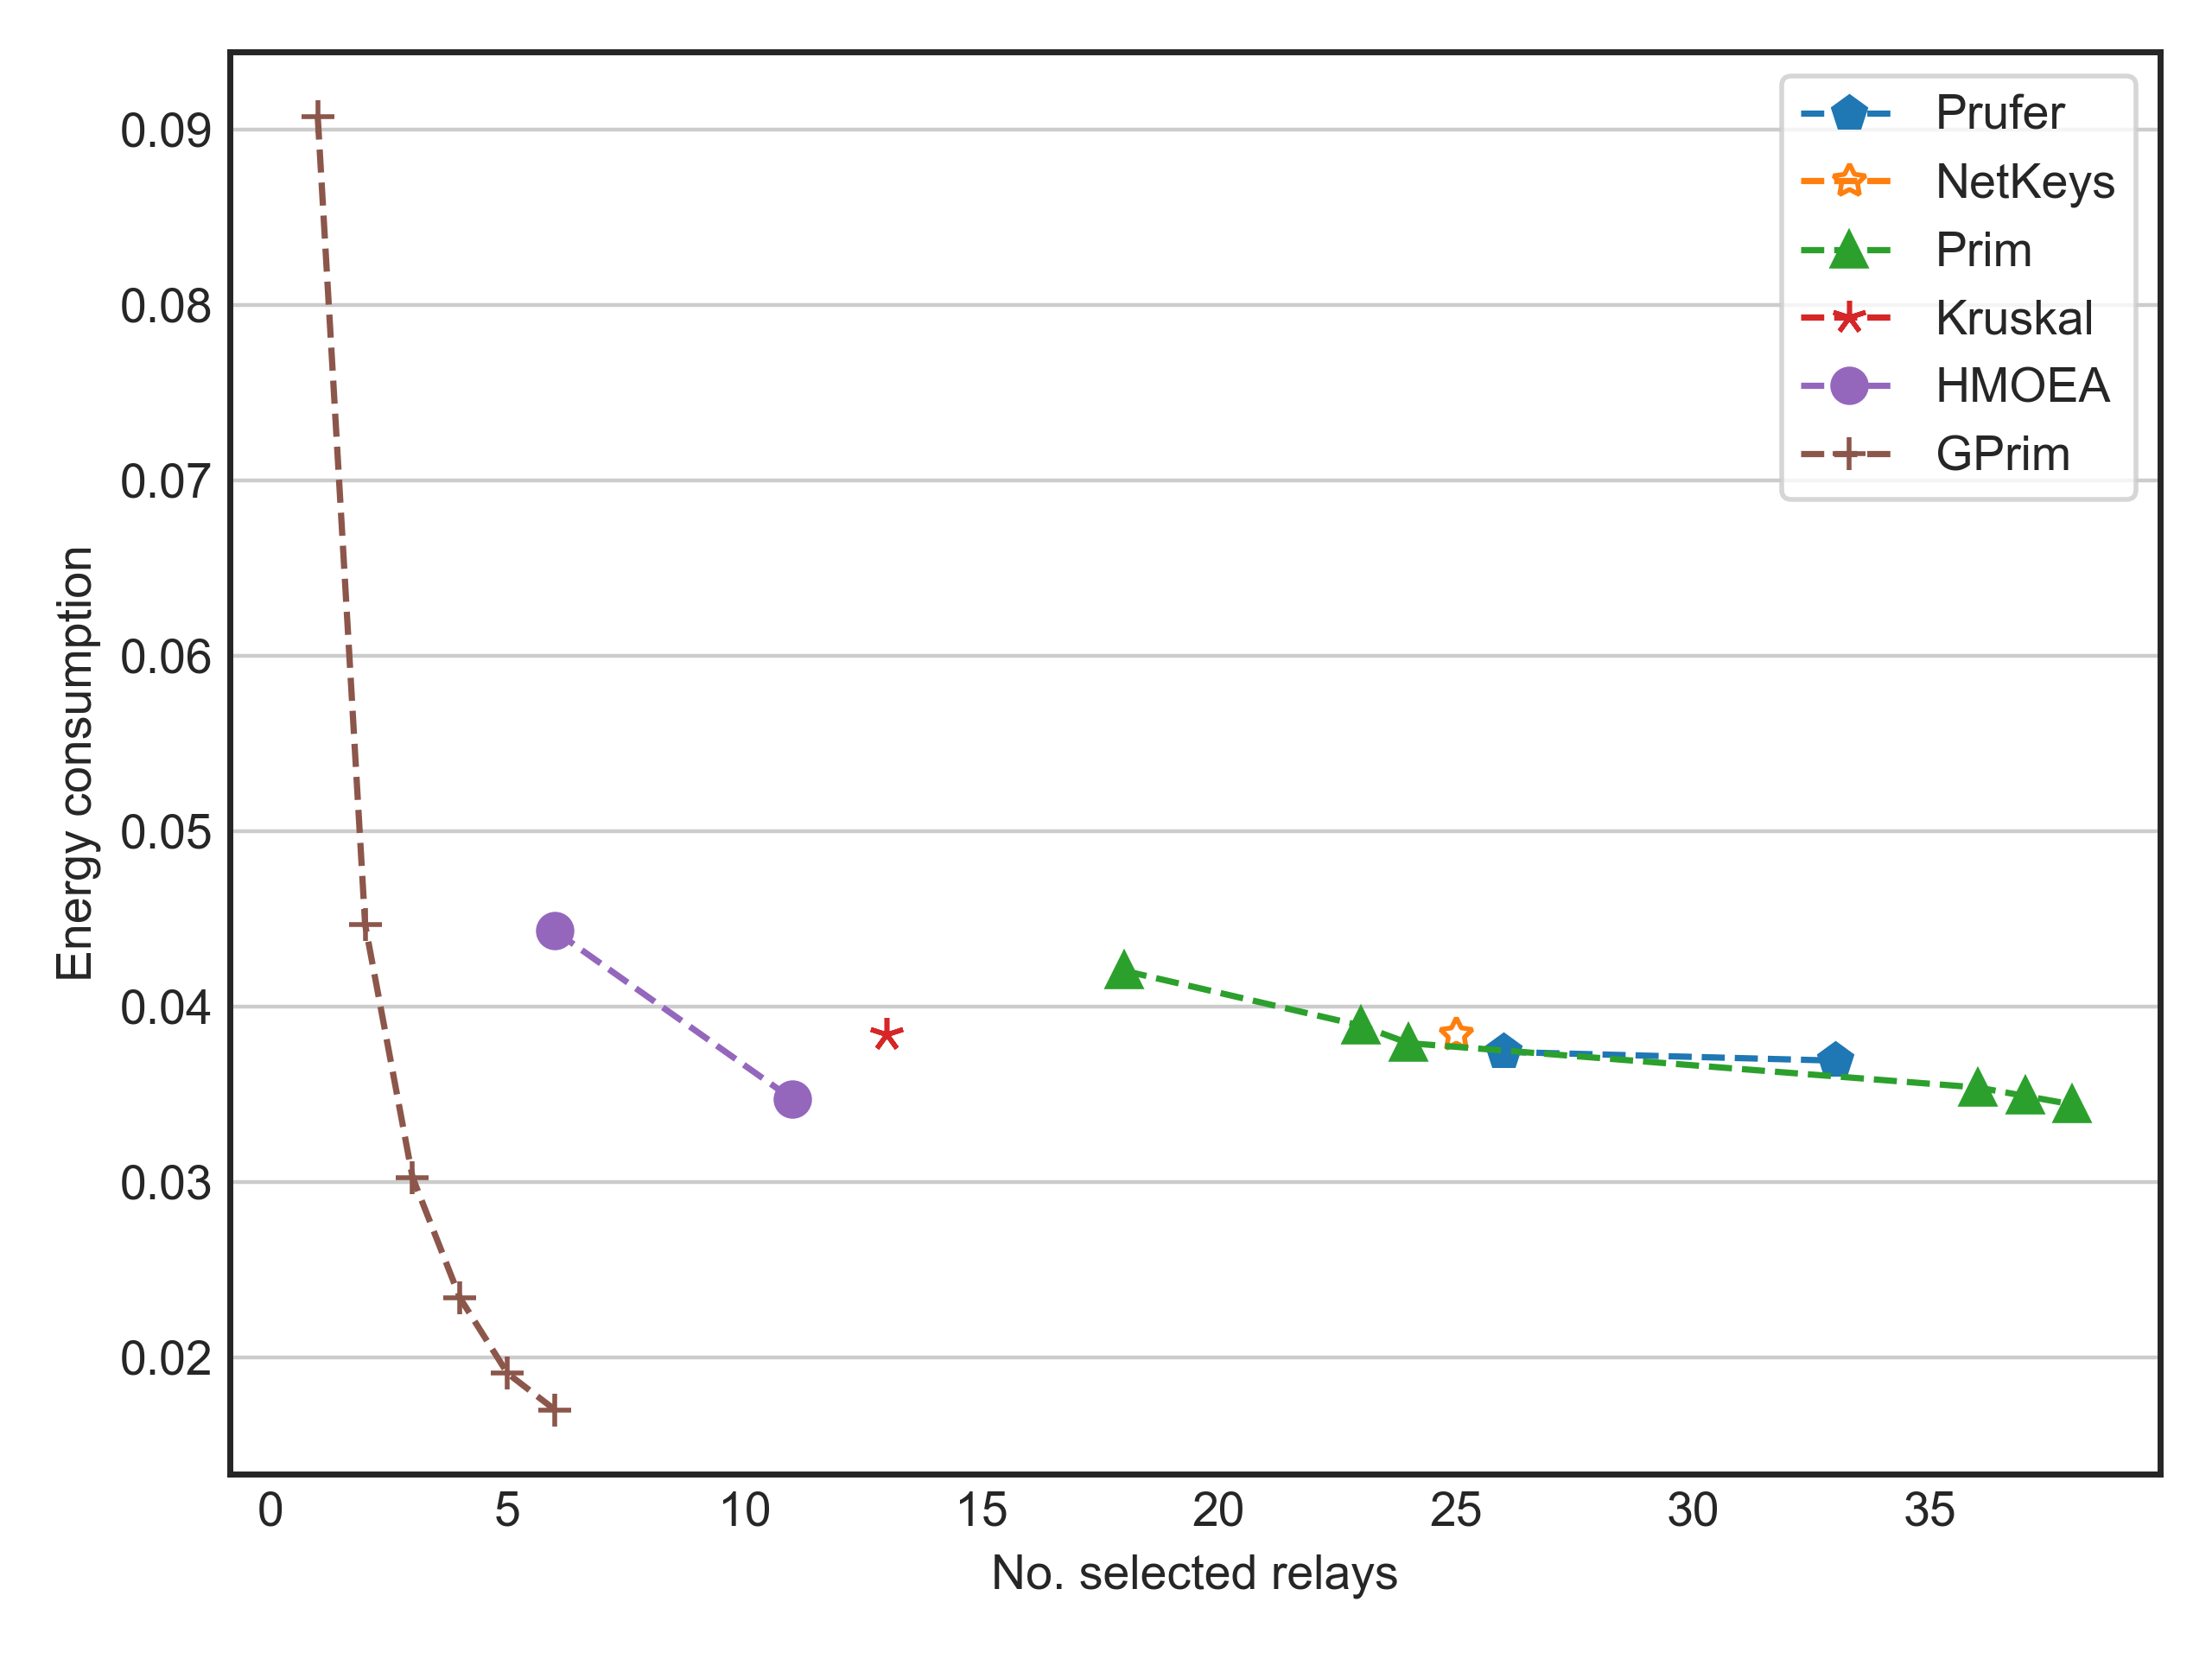 Prufer
NetKeys
Prim
Kruskal
HMOEA
GPrim
0.09
0.08
0.07
0.06
0.05
0.04
0.03
0.02
Energy consumption
0 5 10 15 20 25 30 35
No. selected relays